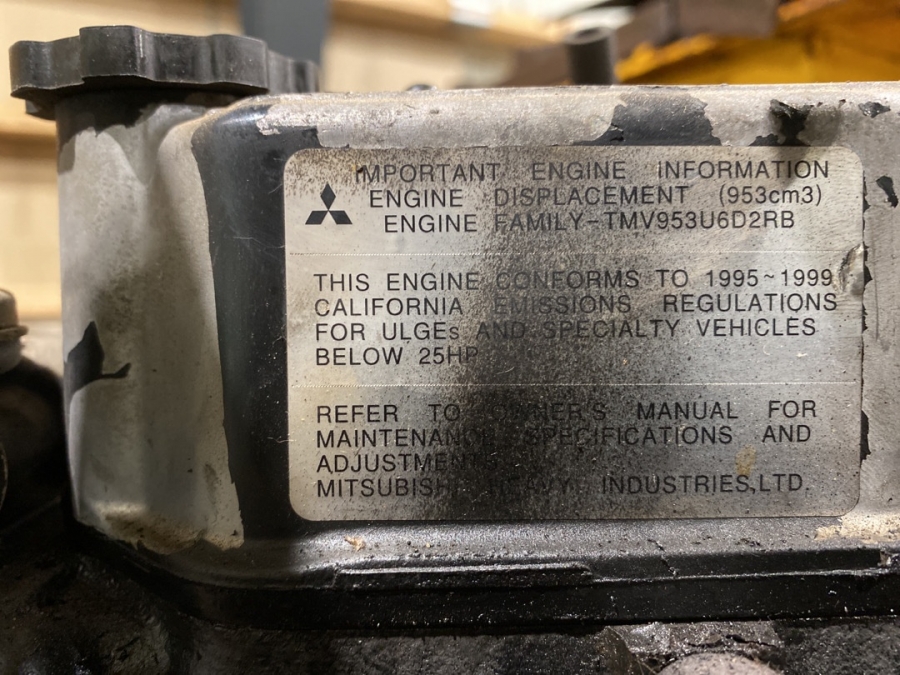 IMPORTANT ENGINE INFORMATION
ENGINE DISPLACEMENT (953cm3)
ENGINE FAMILY-TMV953U6D2RB
THIS ENGINE CONFORMS TO 1995~1999
CALIFORNIA EMISSIONS REGULATIONS
FOR ULGEs AND SPECIALTY VEHICLES
BELOW 25HP
REFER TO OWNER'S MANUAL FOR
MAINTENANCE SPECIFICATIONS AND
ADJUSTMENTS
MITSUBISHI HEAVY INDUSTRIES,LTD.